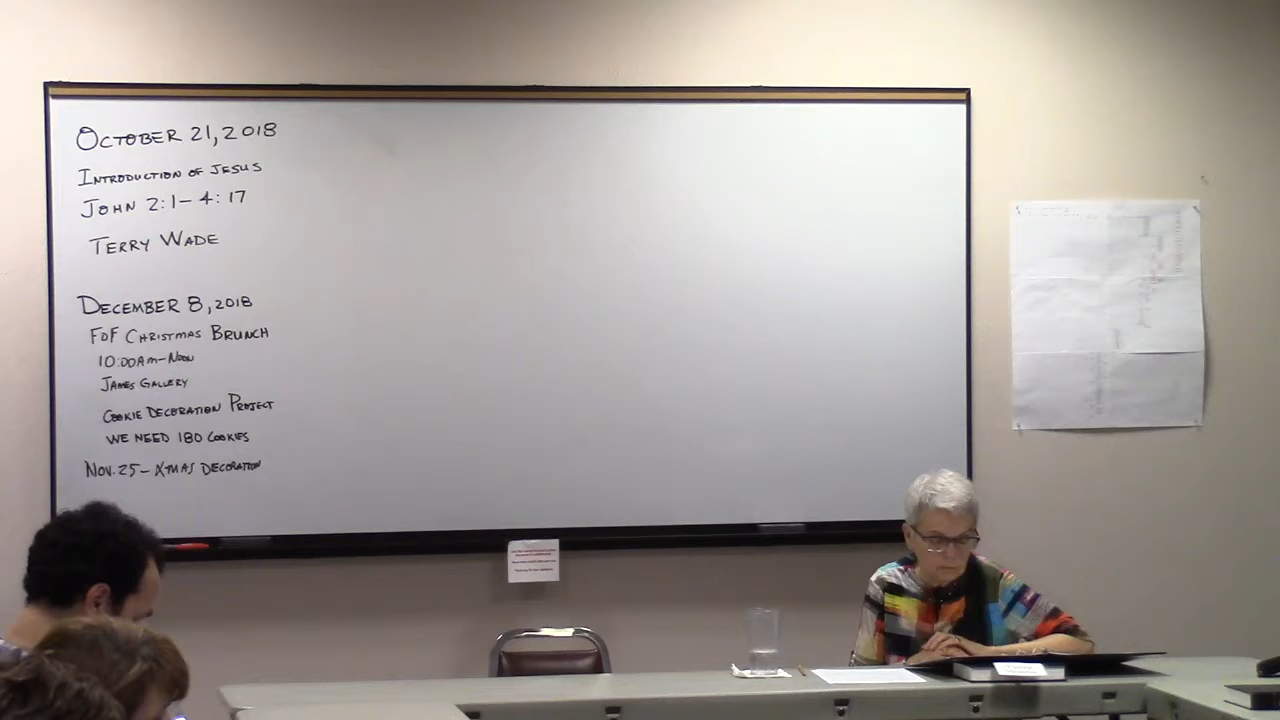 OCTOBER 21, 2018
INTRODUCTION OF JESUS
JOHN 2:1-4:17
TERRY WADE
DECEMBER 8, 2018
FOF CHRISTMAS BRUNCH
10:00AM-NOON
JAMES GALLERY
COOKIE DECORATION PROJECT
WE NEED 180 COOKIES
NOV. 25- XMAS DECORATION